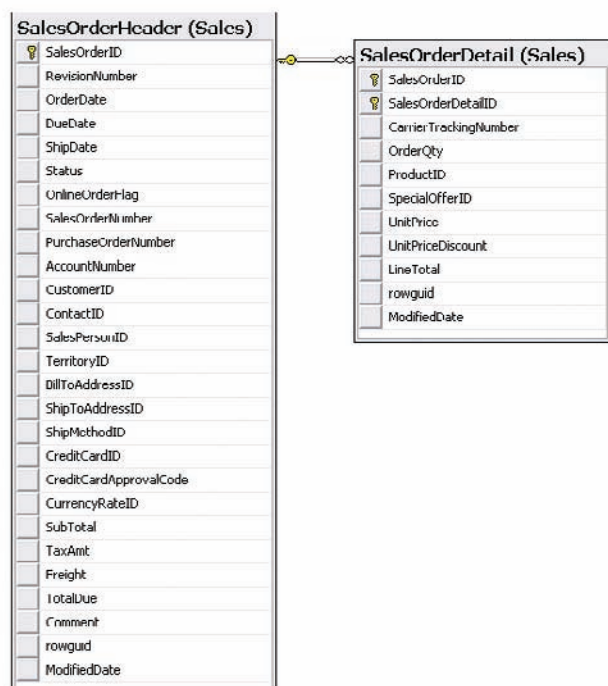 SalesOrderHeader (Sales)
SalesOrderID
RevisionNumber
OrderDate
DueDate
ShipDate
Status
OnlineOrderFlag
SalesOrderNumber
PurchaseOrderNumber
AccountNumber
CustomerID
ContactID
SalesPersonID
TerritoryID
BillToAddressID
ShipToAddressID
ShipMethodID
CreditCardID
CreditCardApprovalCode
CurrencyRateID
SubTotal
TaxAmt
Freight
TotalDue
Comment
rowguid
ModifiedDate
SalesOrderDetail (Sales)
SalesOrderID
SalesOrderDetailID
CarrierTrackingNumber
OrderQty
ProductID
SpecialOfferID
UnitPrice
UnitPriceDiscount
LineTotal
rowguid
ModifiedDate